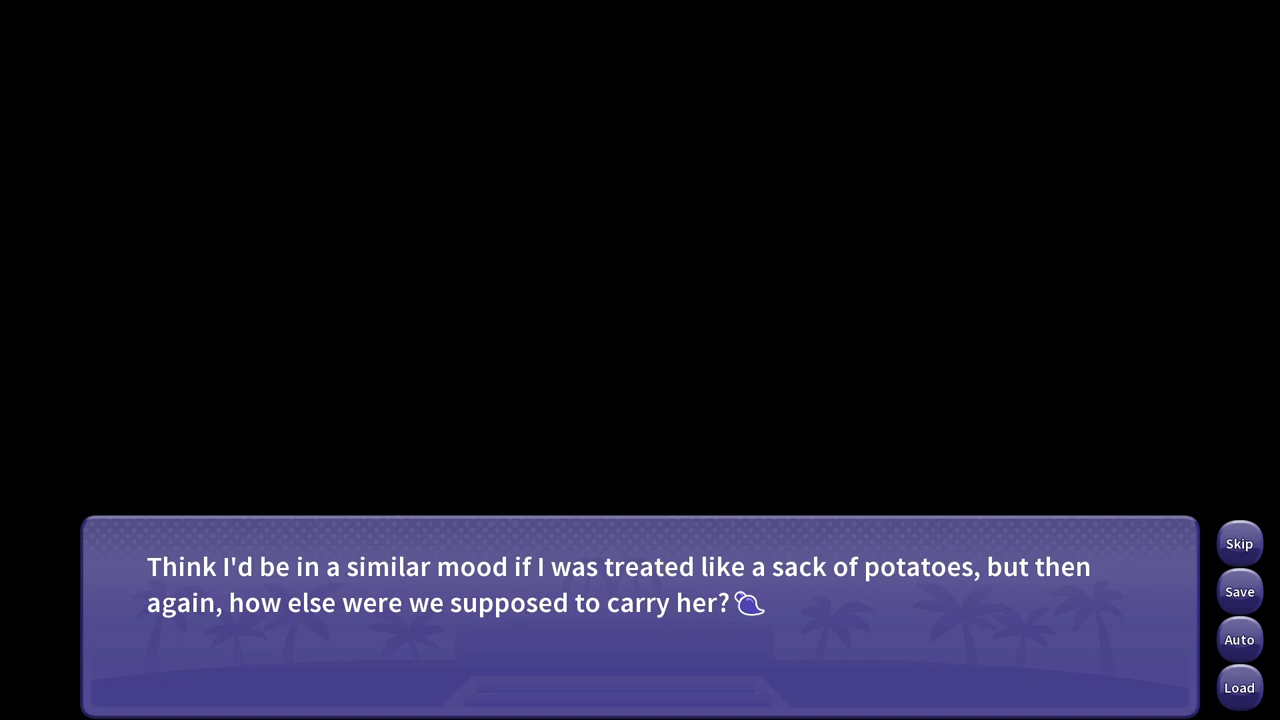 Think I'd be in a similar mood if I was treated like a sack of potatoes, but then
again, how else were we supposed to carry her?
Skip
Save
Auto
Load